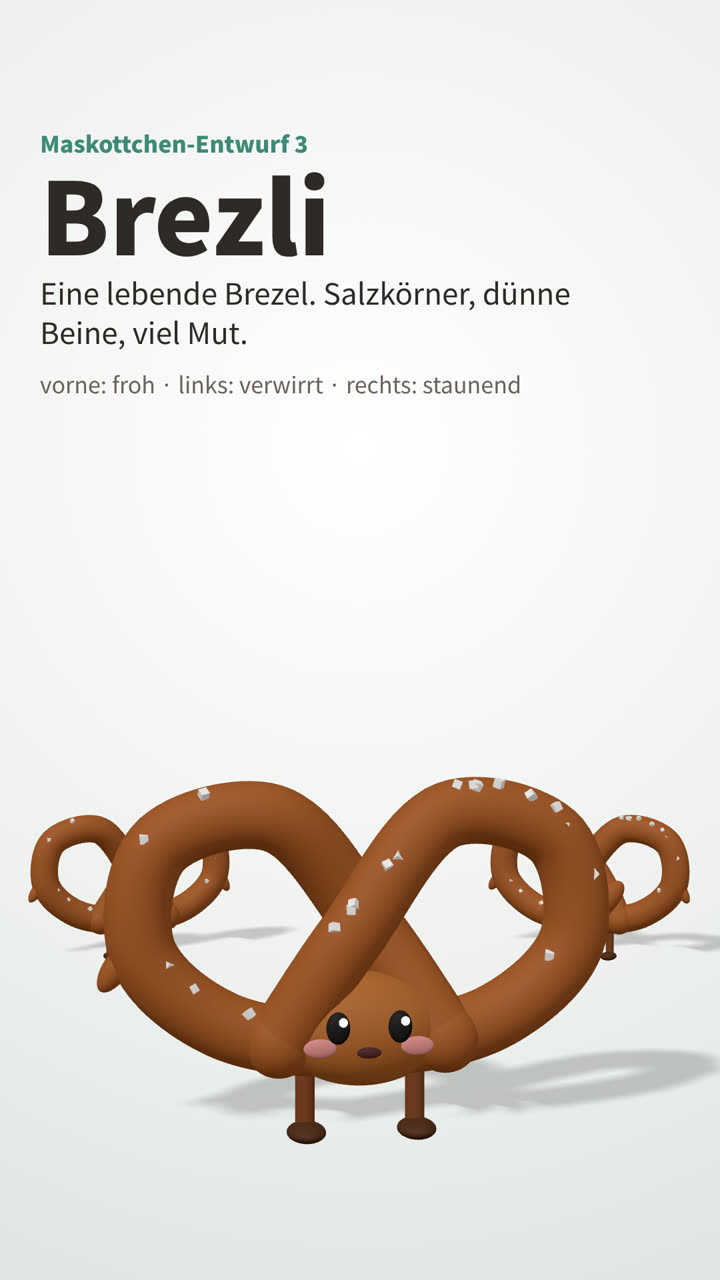 Maskottchen-Entwurf 3
Brezli
Eine lebende Brezel. Salzkörner, dünne
Beine, viel Mut.
vorne: froh · links: verwirrt · rechts: staunend